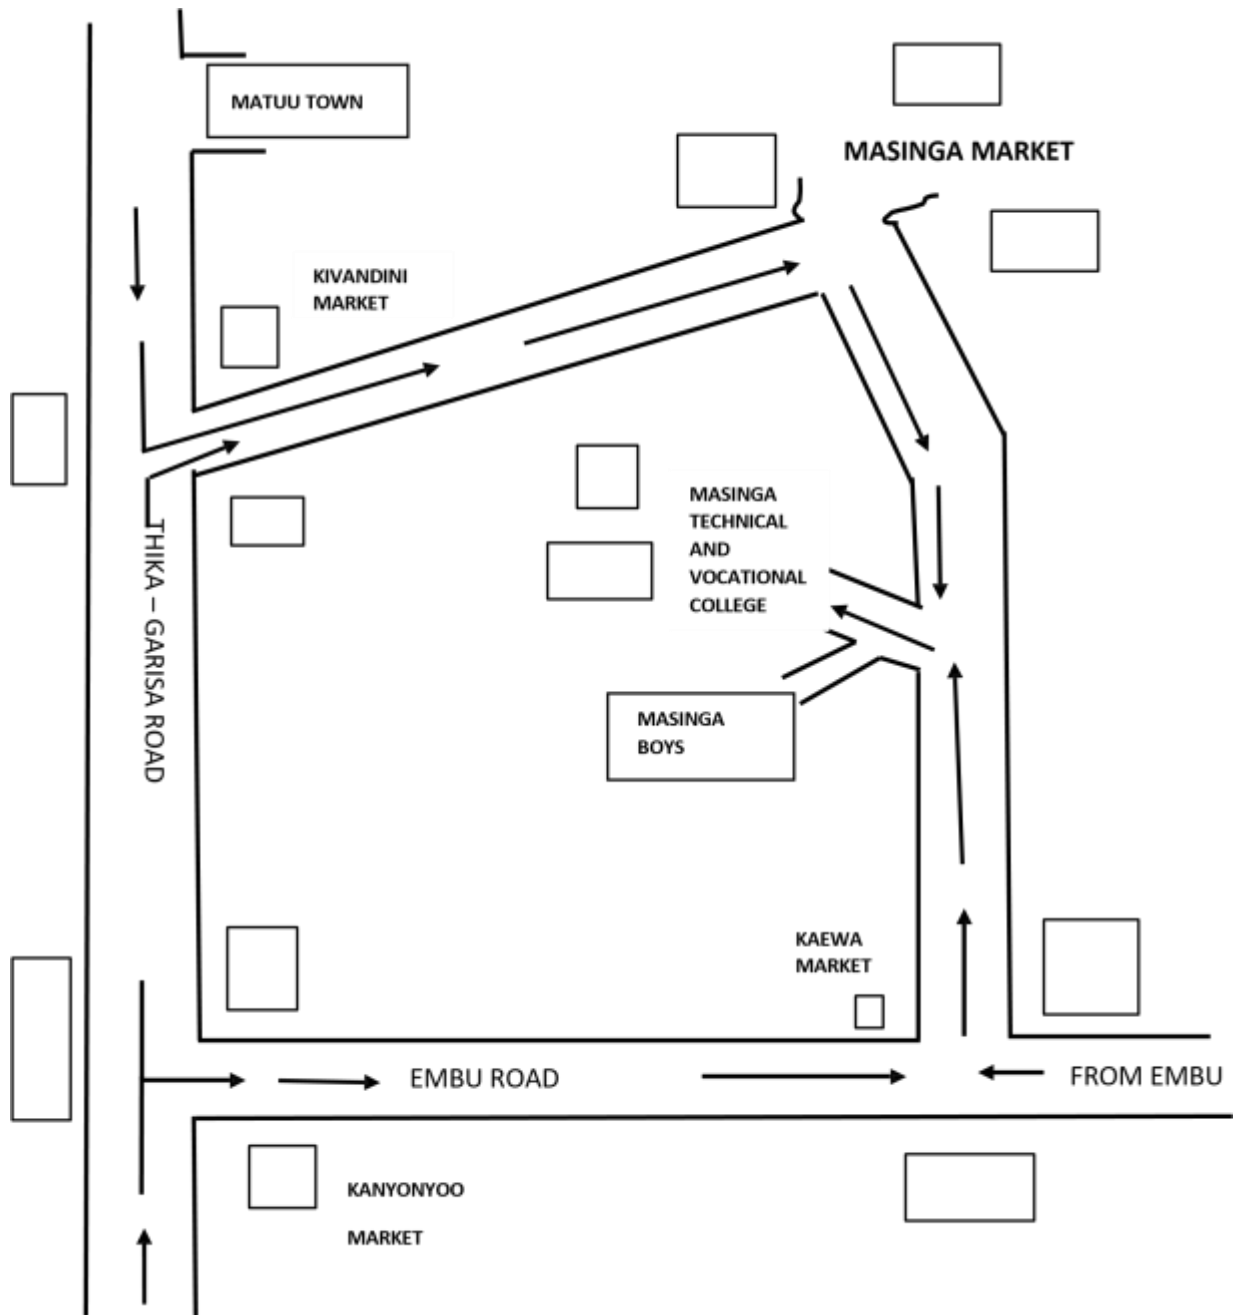 MATUU TOWN
MASINGA MARKET
KIVANDINI
MARKET
MASINGA
TECHNICAL
AND
VOCATIONAL
COLLEGE
THIKA – GARISA ROAD
MASINGA
BOYS
KAEWA
MARKET
EMBU ROAD
FROM EMBU
KANYONYOO
MARKET